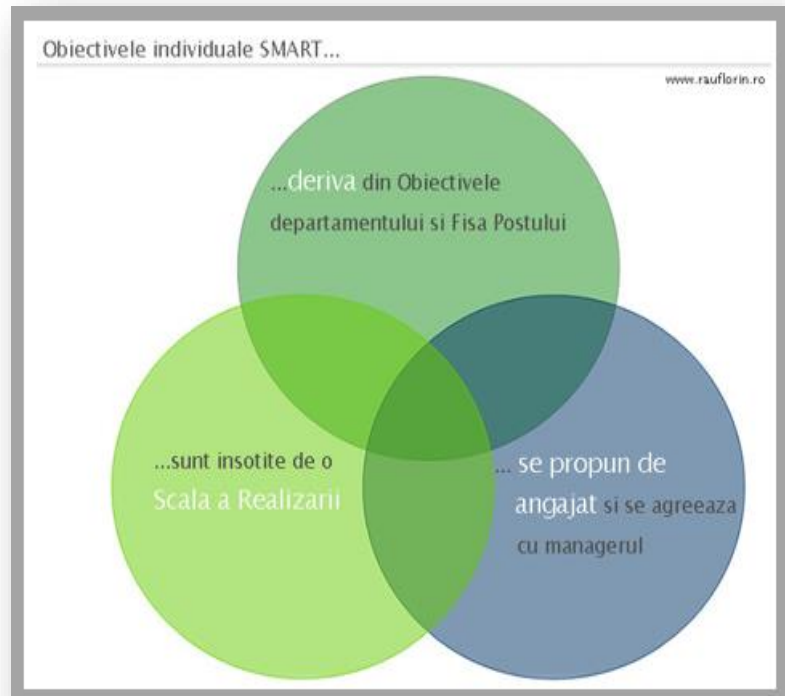 Obiectivele individuale SMART...
www.rauflorin.ro
...deriva din Obiectivele
departamentului si Fisa Postului
...sunt insotite de o
Scala a Realizarii
... se propun de
angajat si se agreeaza
cu managerul